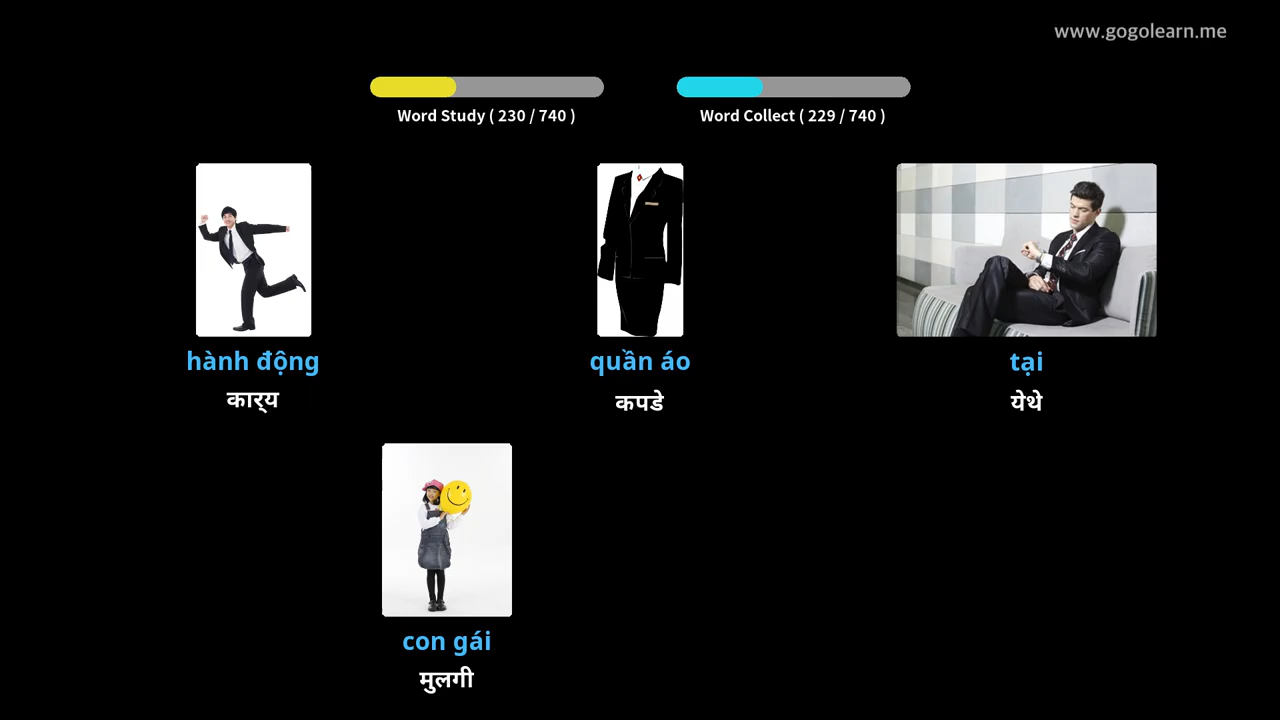 www.gogolearn.me
Word Study ( 230 / 740 )
Word Collect ( 229 / 740 )
hành động
कार्‍य
quần áo
कपडे
tại
येथे
con gái
मुलगी